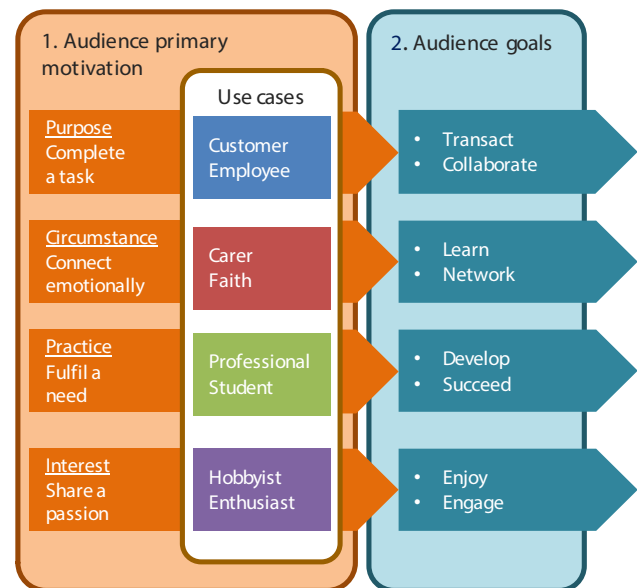 1. Audience primary
motivation
2. Audience goals
Use cases
Purpose
Complete
a task
Customer
Employee
• Transact
• Collaborate
Circumstance
Connect
emotionally
Carer
Faith
• Learn
• Network
Practice
Fulfil a
need
Professional
Student
• Develop
• Succeed
Interest
Share a
passion
Hobbyist
Enthusiast
• Enjoy
• Engage